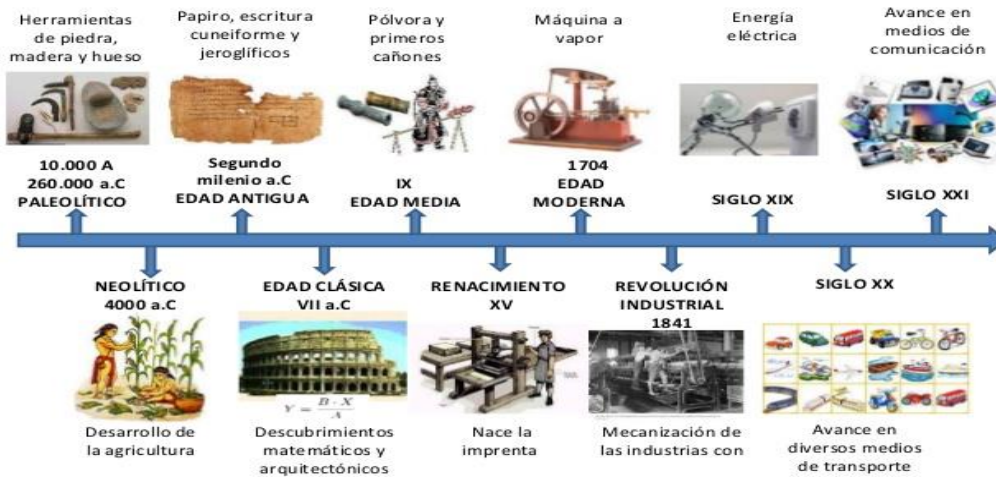 Herramientas
de piedra,
madera y hueso
10.000 A
260.000 a.C
PALEOLÍTICO
Papiro, escritura
cuneiforme y
jeroglíficos
Segundo
milenio a.C
EDAD ANTIGUA
Pólvora y
primeros
cañones
IX
EDAD MEDIA
Máquina a
vapor
1704
EDAD
MODERNA
Energía
eléctrica
SIGLO XIX
Avance en
medios de
comunicación
SIGLO XXI
NEOLÍTICO
4000 a.C
Desarrollo de
la agricultura
EDAD CLÁSICA
VII a.C
Y = B · X / A
Descubrimientos
matemáticos y
arquitectónicos
RENACIMIENTO
XV
Nace la
imprenta
REVOLUCIÓN
INDUSTRIAL
1841
Mecanización de
las industrias con
SIGLO XX
Avance en
diversos medios
de transporte